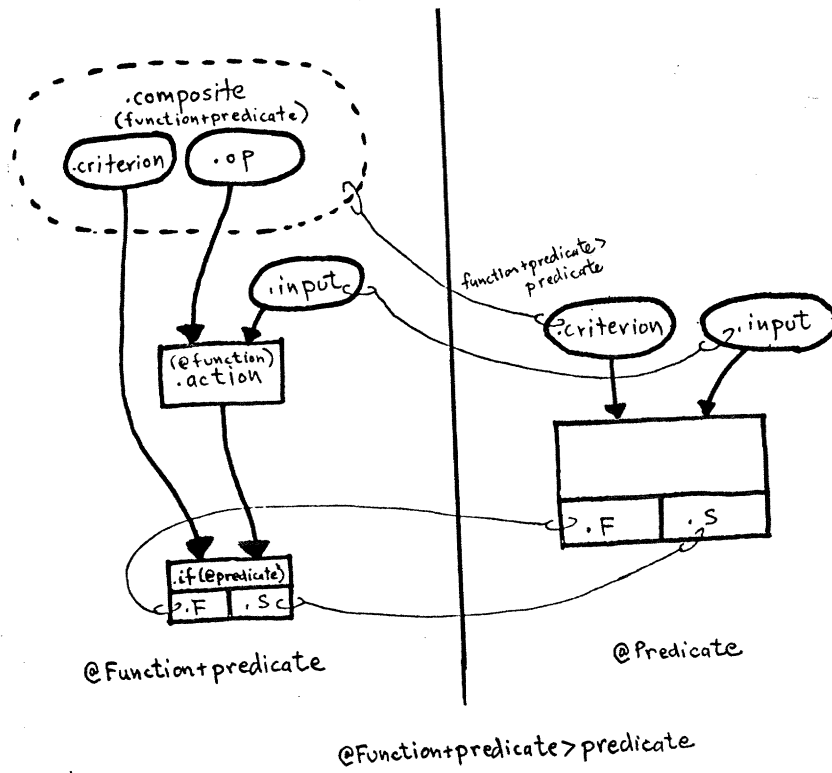 .composite
(function+predicate)
.criterion
.op
.input
(@function)
.action
.if(@predicate)
.F
.S
@Function+predicate
function+predicate>
predicate
.criterion
.input
.F
.S
@Predicate
@Function+predicate>predicate